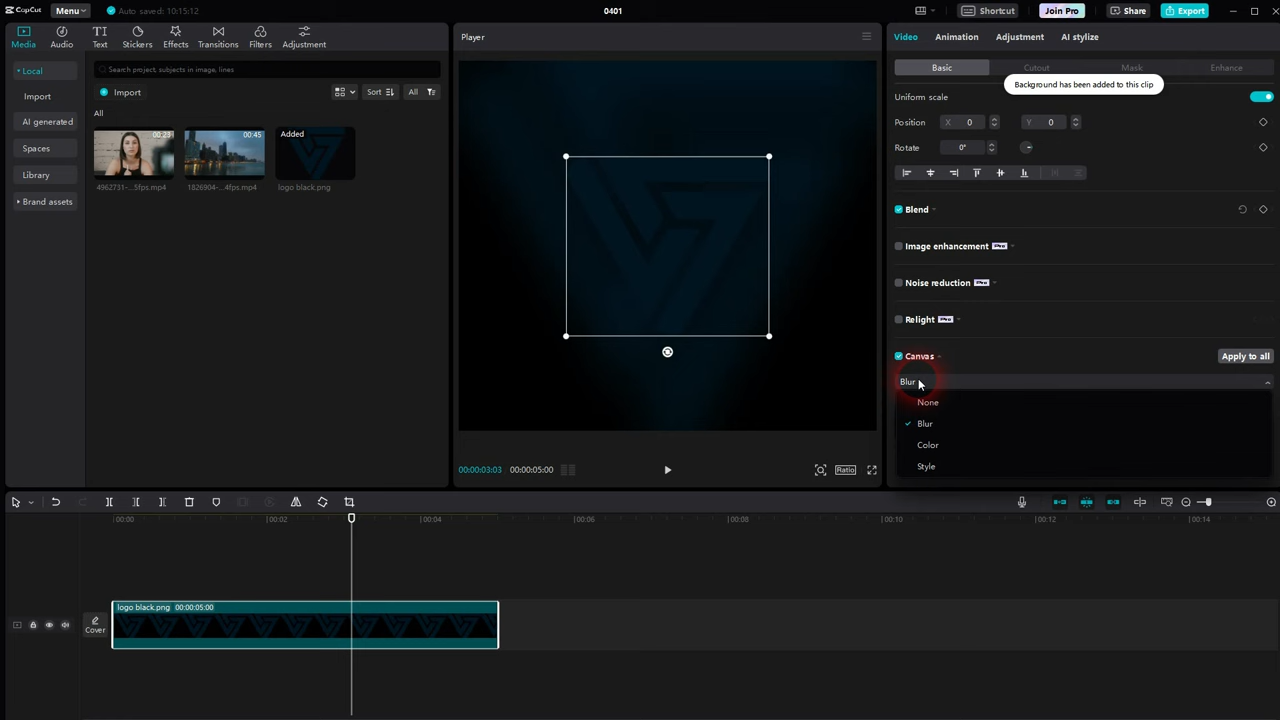 CapCut
Menu
Auto saved: 10:15:12
0401
Shortcut
Join Pro
Share
Export
Media
Audio
Text
Stickers
Effects
Transitions
Filters
Adjustment
Local
Import
AI generated
Spaces
Library
Brand assets
Search project, subjects in image, lines
Import
Sort
All
All
00:23
00:45
Added
4962731-...5fps.mp4
1826904-...4fps.mp4
logo black.png
Player
00:00:03:03
00:00:05:00
Ratio
Video
Animation
Adjustment
AI stylize
Basic
Cutout
Mask
Enhance
Background has been added to this clip
Uniform scale
Position
X
0
Y
0
Rotate
0°
Blend
Image enhancement
Pro
Noise reduction
Pro
Relight
Pro
Canvas
Apply to all
Blur
None
Blur
Color
Style
00:00
00:02
00:04
00:06
00:08
00:10
00:12
00:14
Cover
logo black.png 00:00:05:00